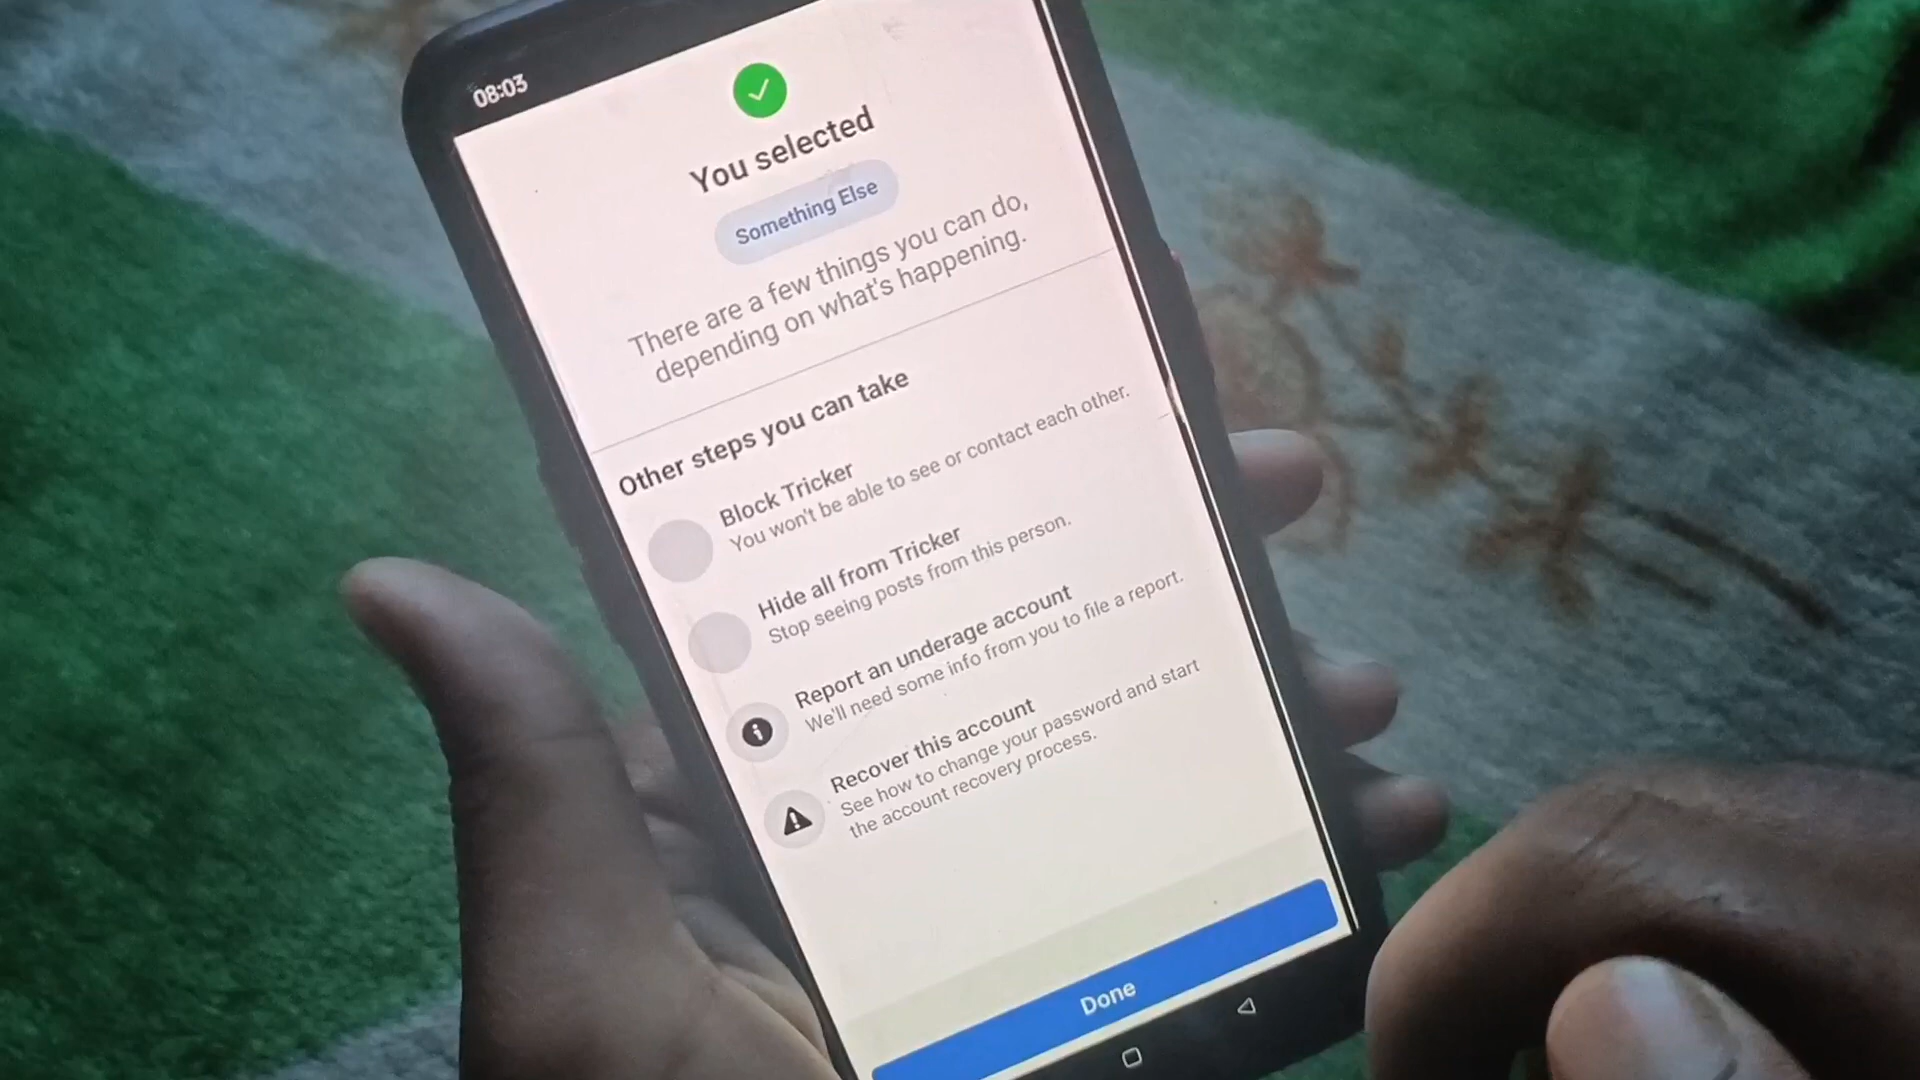 08:03
You selected
Something Else
There are a few things you can do,
depending on what's happening.
Other steps you can take
Block Tricker
You won't be able to see or contact each other.
Hide all from Tricker
Stop seeing posts from this person.
Report an underage account
We'll need some info from you to file a report.
Recover this account
See how to change your password and start
the account recovery process.
Done